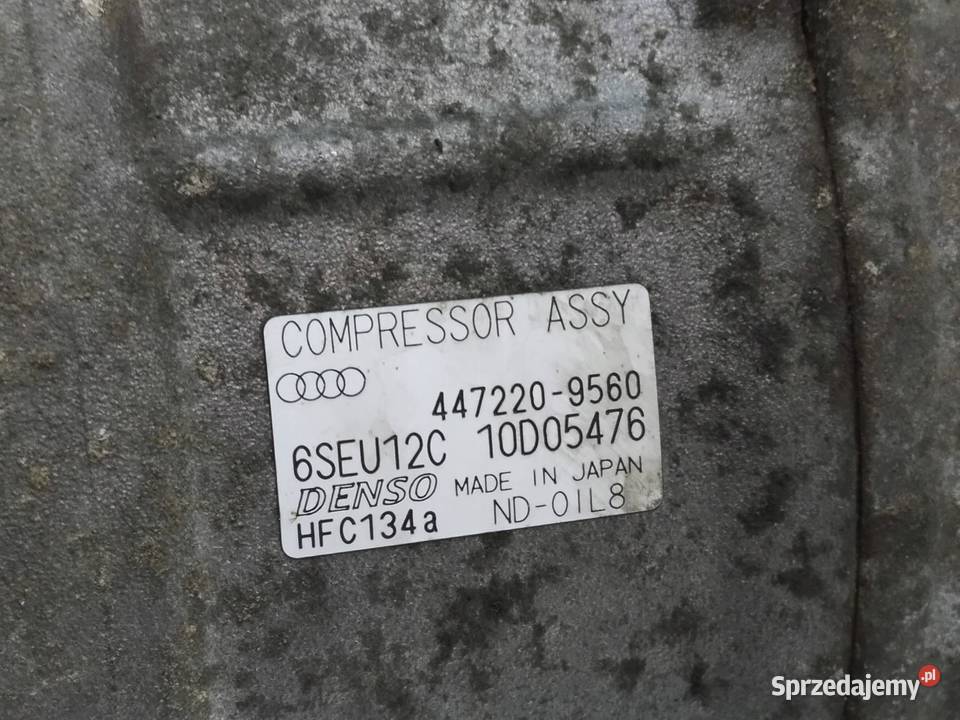 COMPRESSOR ASSY
447220-9560
6SEU12C 10D05476
DENSO MADE IN JAPAN
HFC134a ND-OIL8
Sprzedajemy.pl